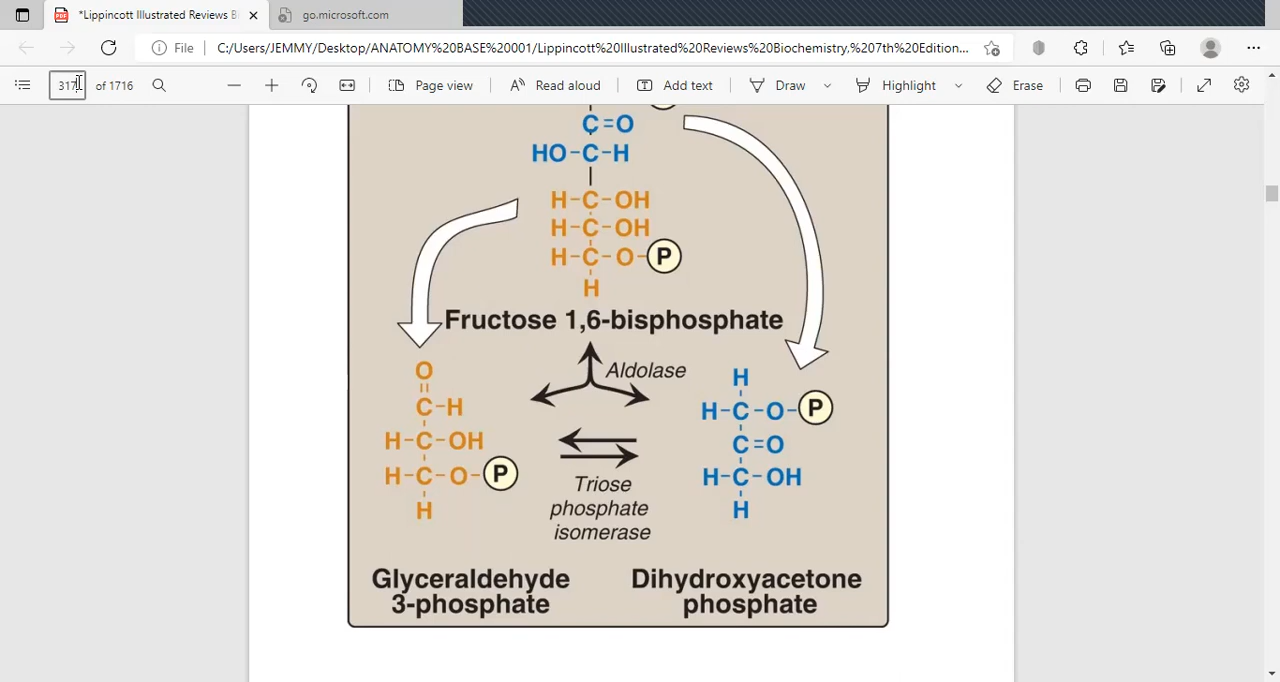 *Lippincott Illustrated Reviews B
go.microsoft.com
File
C:/Users/JEMMY/Desktop/ANATOMY%20BASE%20001/Lippincott%20Illustrated%20Reviews%20Biochemistry,%207th%20Edition...
317
of 1716
Page view
Read aloud
Add text
Draw
Highlight
Erase
C=O
HO-C-H
H-C-OH
H-C-OH
H-C-O-P
H
Fructose 1,6-bisphosphate
Aldolase
O
C-H
H-C-OH
H-C-O-P
H
H
H-C-O-P
C=O
H-C-OH
H
Triose
phosphate
isomerase
Glyceraldehyde
3-phosphate
Dihydroxyacetone
phosphate